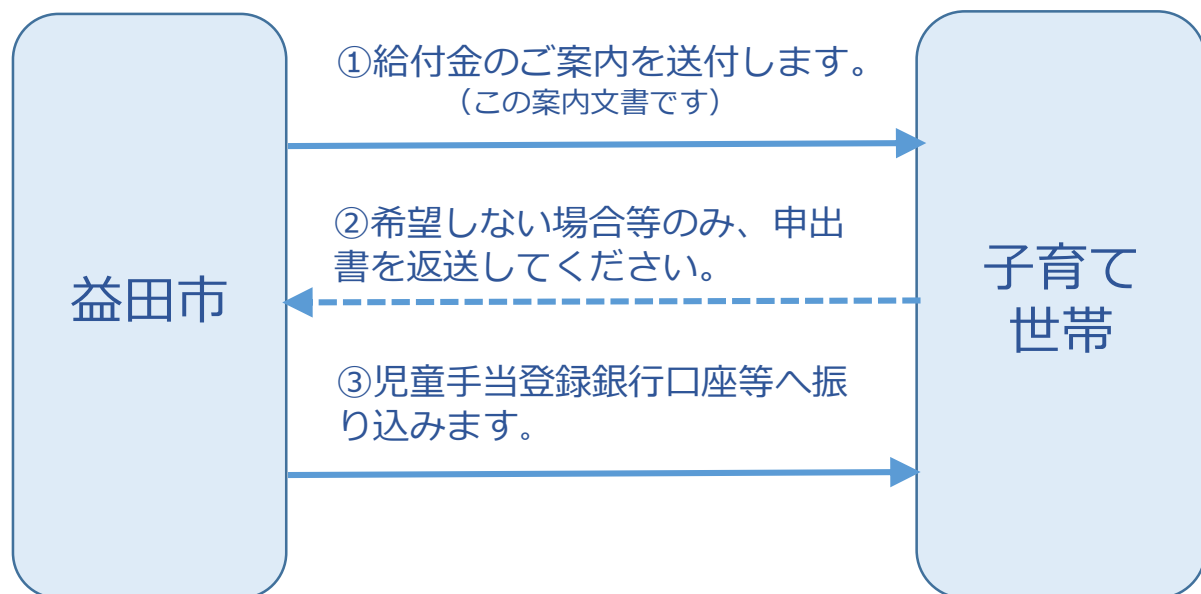 ①給付金のご案内を送付します。
(この案内文書です)
②希望しない場合等のみ、申出
書を返送してください。
益田市
子育て
世帯
③児童手当登録銀行口座等へ振
り込みます。